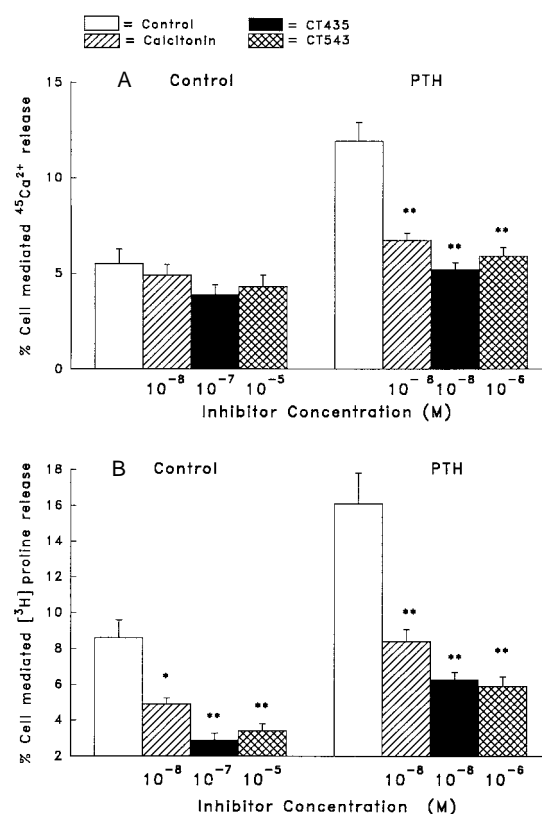 = Control = CT435
= Calcitonin = CT543
A Control PTH
% Cell mediated ⁴⁵Ca²⁺ release
15
10
5
0
**
**
**
10⁻⁸ 10⁻⁷ 10⁻⁵ 10⁻⁸ 10⁻⁸ 10⁻⁶
Inhibitor Concentration (M)
B Control PTH
% Cell mediated [³H]proline release
18
16
14
12
10
8
6
4
2
*
**
**
**
**
**
10⁻⁸ 10⁻⁷ 10⁻⁵ 10⁻⁸ 10⁻⁸ 10⁻⁶
Inhibitor Concentration (M)